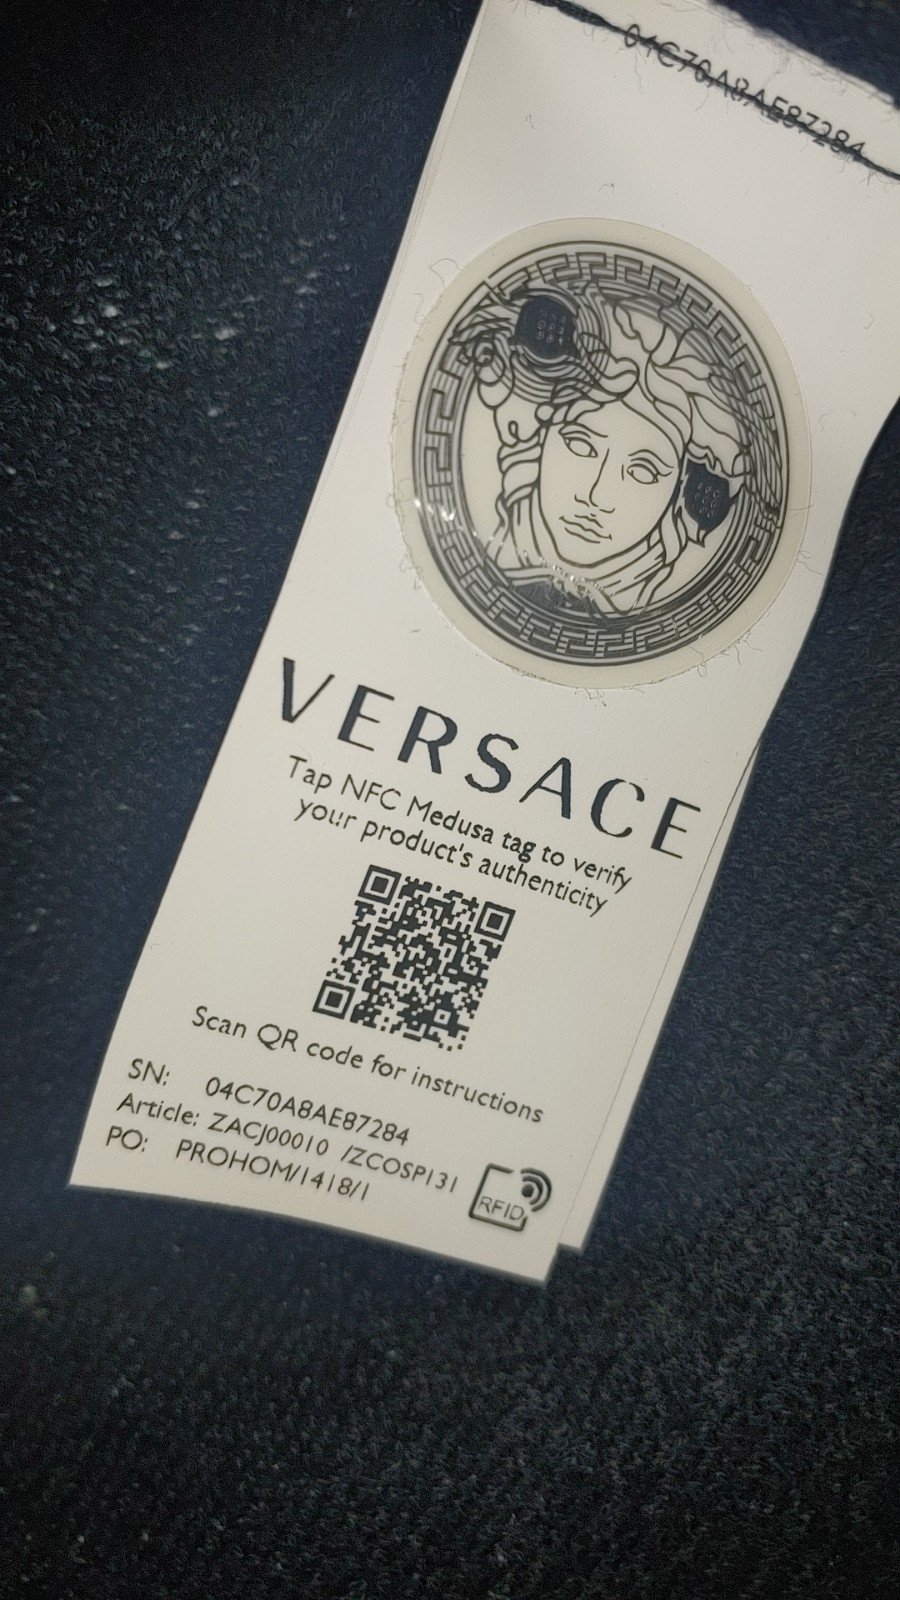 04C70A8AE87284
VERSACE
Tap NFC Medusa tag to verify
your product's authenticity
Scan QR code for instructions
SN: 04C70A8AE87284
Article: ZACJ00010 /ZCOSP131
PO: PROHOM/1418/1
RFID